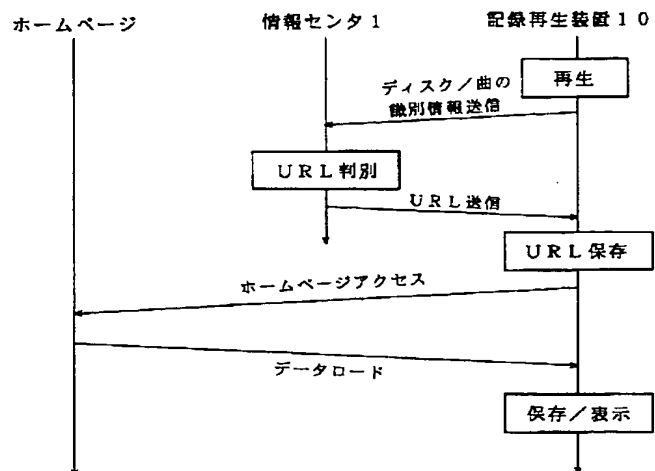 ホームページ
情報センタ１
記録再生装置１０
再生
ディスク／曲の
識別情報送信
ＵＲＬ判別
ＵＲＬ送信
ＵＲＬ保存
ホームページアクセス
データロード
保存／表示